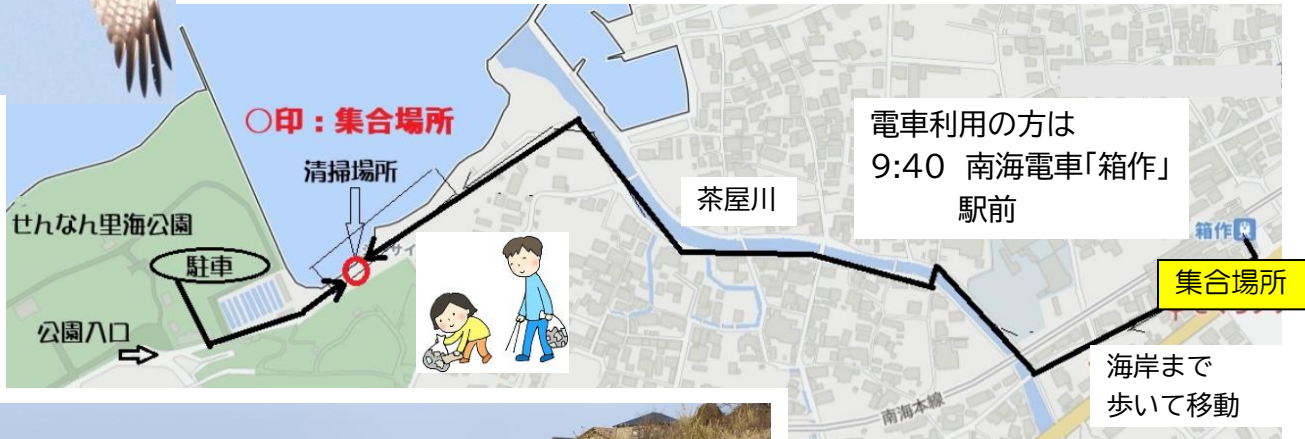 ○印：集合場所
清掃場所
せんなん里海公園
駐車
公園入口
電車利用の方は
9:40 南海電車「箱作」
駅前
茶屋川
箱作
集合場所
海岸まで
歩いて移動
南海本線